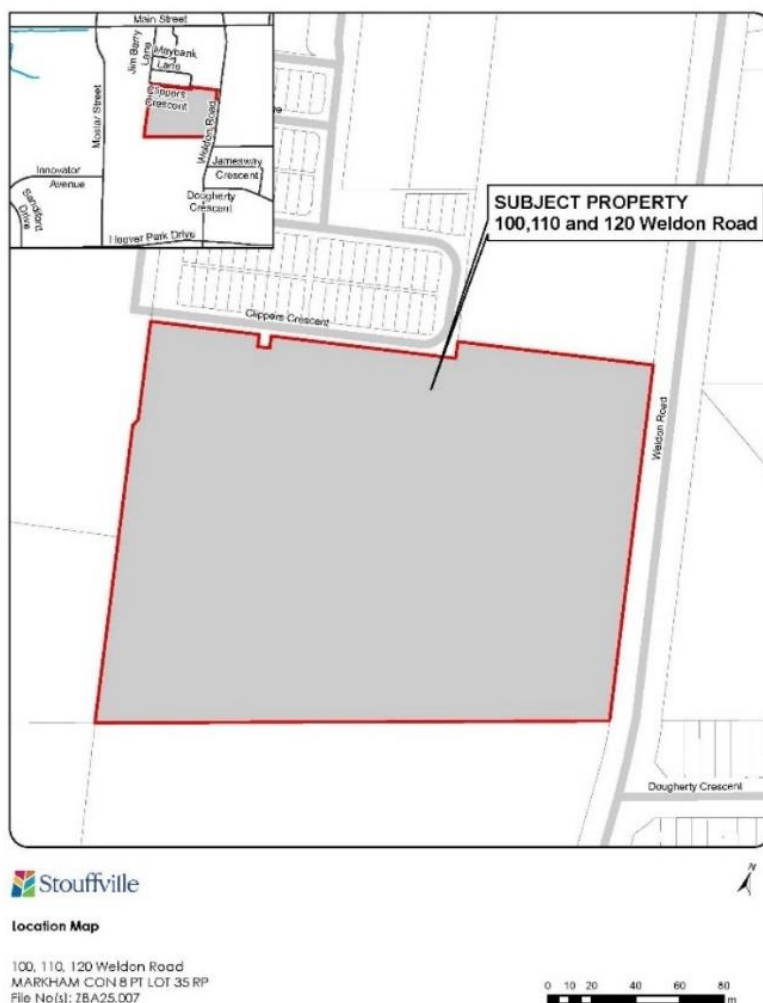 Main Street
Jim Barry
Lane
Maybank
Lane
Clippers
Crescent
Mostar Street
Weldon Road
Innovator
Avenue
Jamesway
Crescent
Sandiford
Drive
Dougherty
Crescent
Hoover Park Drive
SUBJECT PROPERTY
100,110 and 120 Weldon Road
Clippers Crescent
Weldon Road
Dougherty Crescent
Stouffville
N
Location Map
100, 110, 120 Weldon Road
MARKHAM CON 8 PT LOT 35 RP
File No(s): ZBA25.007
0 10 20 40 60 80
m